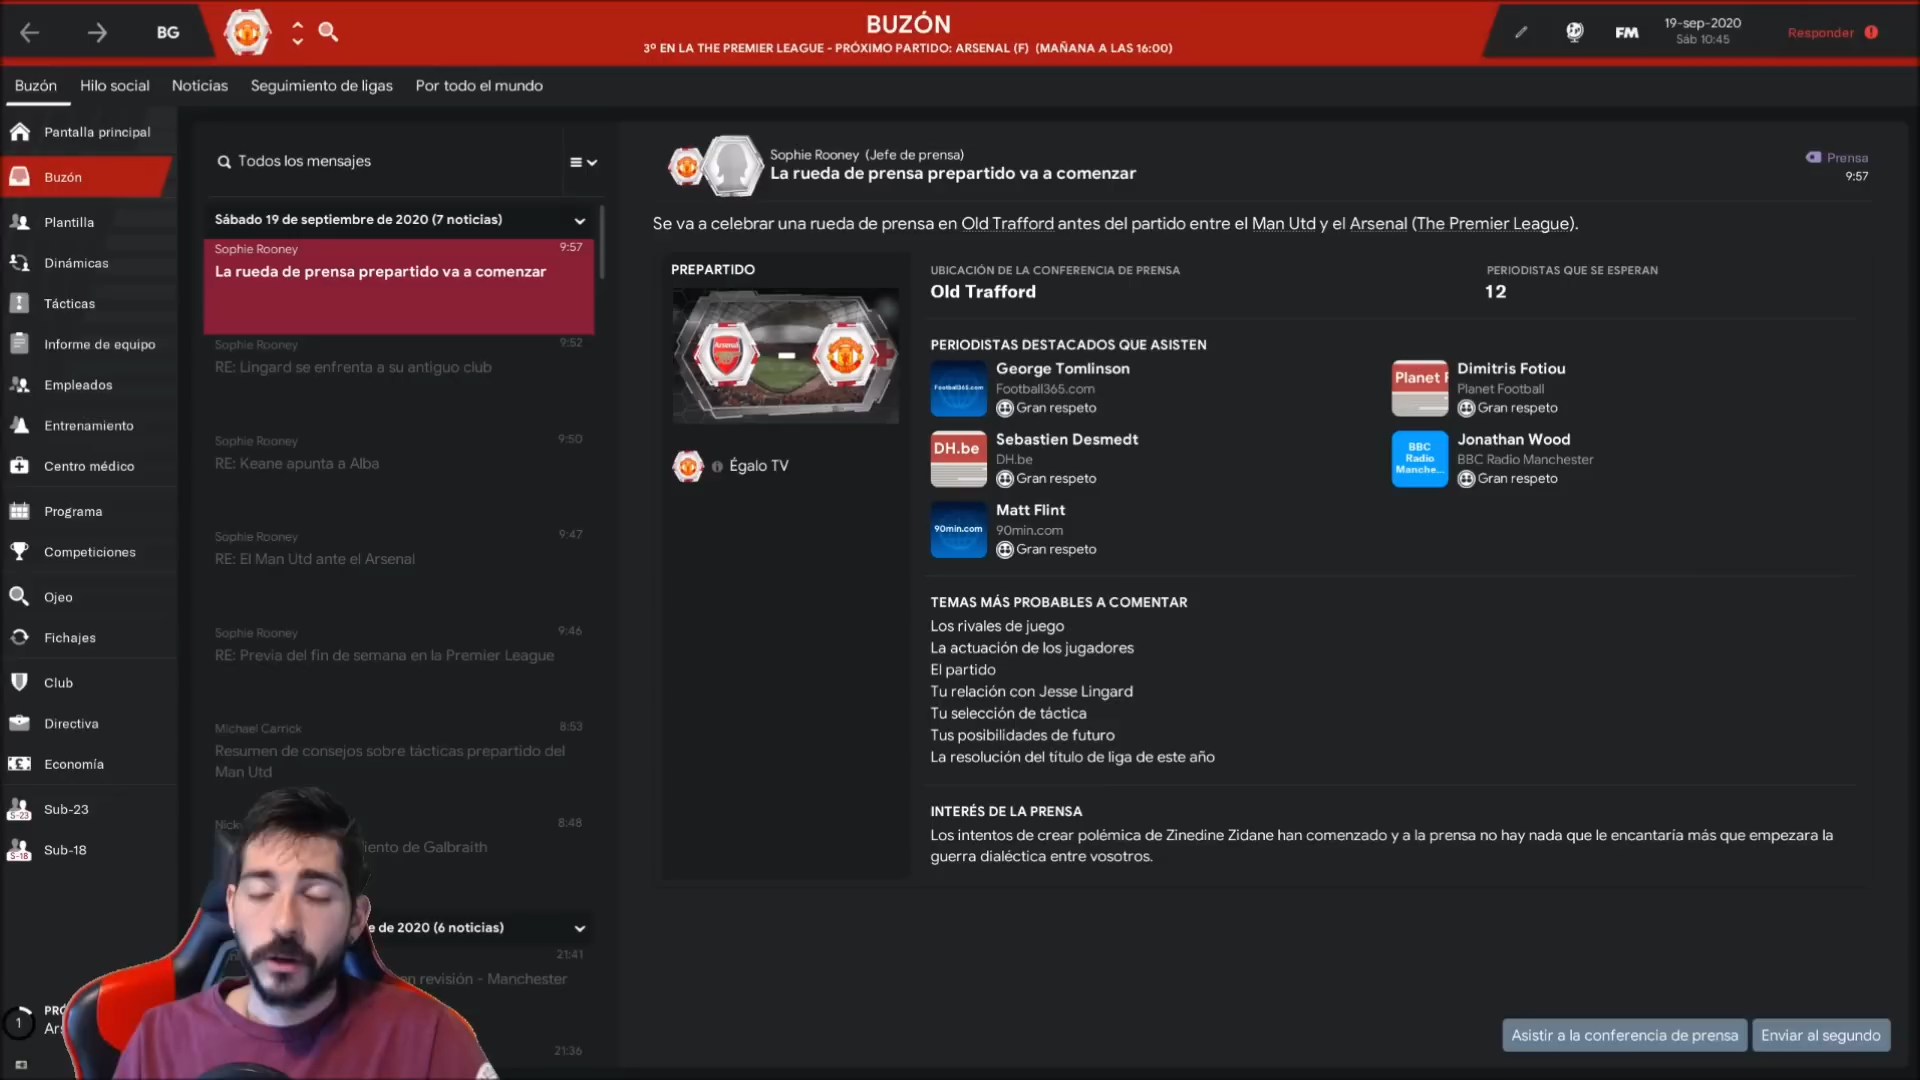 BG
BUZÓN
3º EN LA THE PREMIER LEAGUE - PRÓXIMO PARTIDO: ARSENAL (F) (MAÑANA A LAS 16:00)
FM
19-sep-2020
Sáb 10:45
Responder
Buzón
Hilo social
Noticias
Seguimiento de ligas
Por todo el mundo
Pantalla principal
Buzón
Plantilla
Dinámicas
Tácticas
Informe de equipo
Empleados
Entrenamiento
Centro médico
Programa
Competiciones
Ojeo
Fichajes
Club
Directiva
Economía
S-23 Sub-23
S-18 Sub-18
1
Todos los mensajes
Sábado 19 de septiembre de 2020 (7 noticias)
Sophie Rooney 9:57
La rueda de prensa prepartido va a comenzar
Sophie Rooney 9:52
RE: Lingard se enfrenta a su antiguo club
Sophie Rooney 9:50
RE: Keane apunta a Alba
Sophie Rooney 9:47
RE: El Man Utd ante el Arsenal
Sophie Rooney 9:46
RE: Previa del fin de semana en la Premier League
Michael Carrick 8:53
Resumen de consejos sobre tácticas prepartido del
Man Utd
8:48
de Galbraith
de 2020 (6 noticias)
21:41
en revisión - Manchester
21:36
Sophie Rooney (Jefe de prensa)
La rueda de prensa prepartido va a comenzar
Prensa
9:57
Se va a celebrar una rueda de prensa en Old Trafford antes del partido entre el Man Utd y el Arsenal (The Premier League).
PREPARTIDO
Arsenal
Égalo TV
UBICACIÓN DE LA CONFERENCIA DE PRENSA
Old Trafford
PERIODISTAS QUE SE ESPERAN
12
PERIODISTAS DESTACADOS QUE ASISTEN
Football365.com
George Tomlinson
Football365.com
Gran respeto
Planet F
Dimitris Fotiou
Planet Football
Gran respeto
DH.be
Sebastien Desmedt
DH.be
Gran respeto
BBC
Radio
Manche...
Jonathan Wood
BBC Radio Manchester
Gran respeto
90min.com
Matt Flint
90min.com
Gran respeto
TEMAS MÁS PROBABLES A COMENTAR
Los rivales de juego
La actuación de los jugadores
El partido
Tu relación con Jesse Lingard
Tu selección de táctica
Tus posibilidades de futuro
La resolución del título de liga de este año
INTERÉS DE LA PRENSA
Los intentos de crear polémica de Zinedine Zidane han comenzado y a la prensa no hay nada que le encantaría más que empezara la
guerra dialéctica entre vosotros.
Asistir a la conferencia de prensa
Enviar al segundo